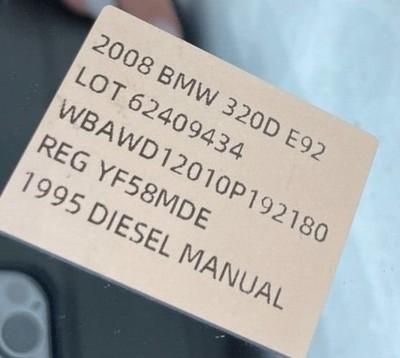 2008 BMW 320D E92
LOT 62409434
WBAWD12010P192180
REG YF58MDE
1995 DIESEL MANUAL